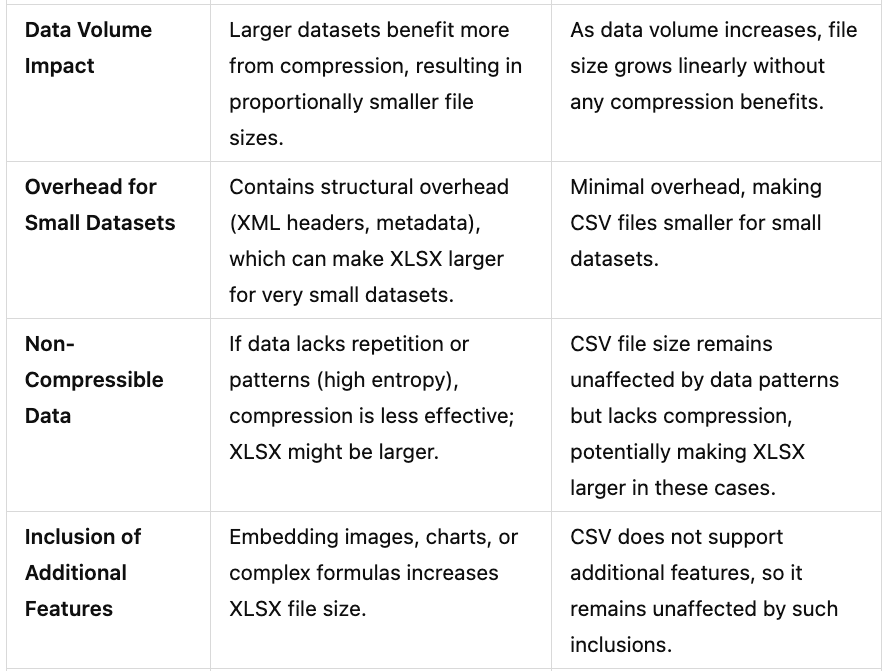 Data Volume
Impact
Larger datasets benefit more
from compression, resulting in
proportionally smaller file
sizes.
As data volume increases, file
size grows linearly without
any compression benefits.
Overhead for
Small Datasets
Contains structural overhead
(XML headers, metadata),
which can make XLSX larger
for very small datasets.
Minimal overhead, making
CSV files smaller for small
datasets.
Non-
Compressible
Data
If data lacks repetition or
patterns (high entropy),
compression is less effective;
XLSX might be larger.
CSV file size remains
unaffected by data patterns
but lacks compression,
potentially making XLSX
larger in these cases.
Inclusion of
Additional
Features
Embedding images, charts, or
complex formulas increases
XLSX file size.
CSV does not support
additional features, so it
remains unaffected by such
inclusions.